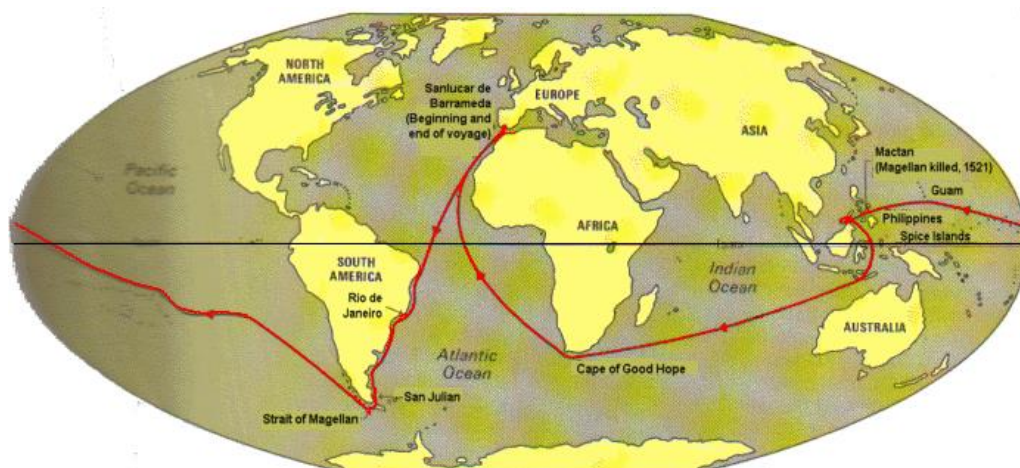 NORTH
AMERICA
Sanlucar de
Barrameda
(Beginning and
end of voyage)
EUROPE
ASIA
Pacific
Ocean
Mactan
(Magellan killed, 1521)
Guam
Philippines
Spice Islands
AFRICA
SOUTH
AMERICA
Rio de
Janeiro
Indian
Ocean
AUSTRALIA
Atlantic
Ocean
Cape of Good Hope
San Julian
Strait of Magellan